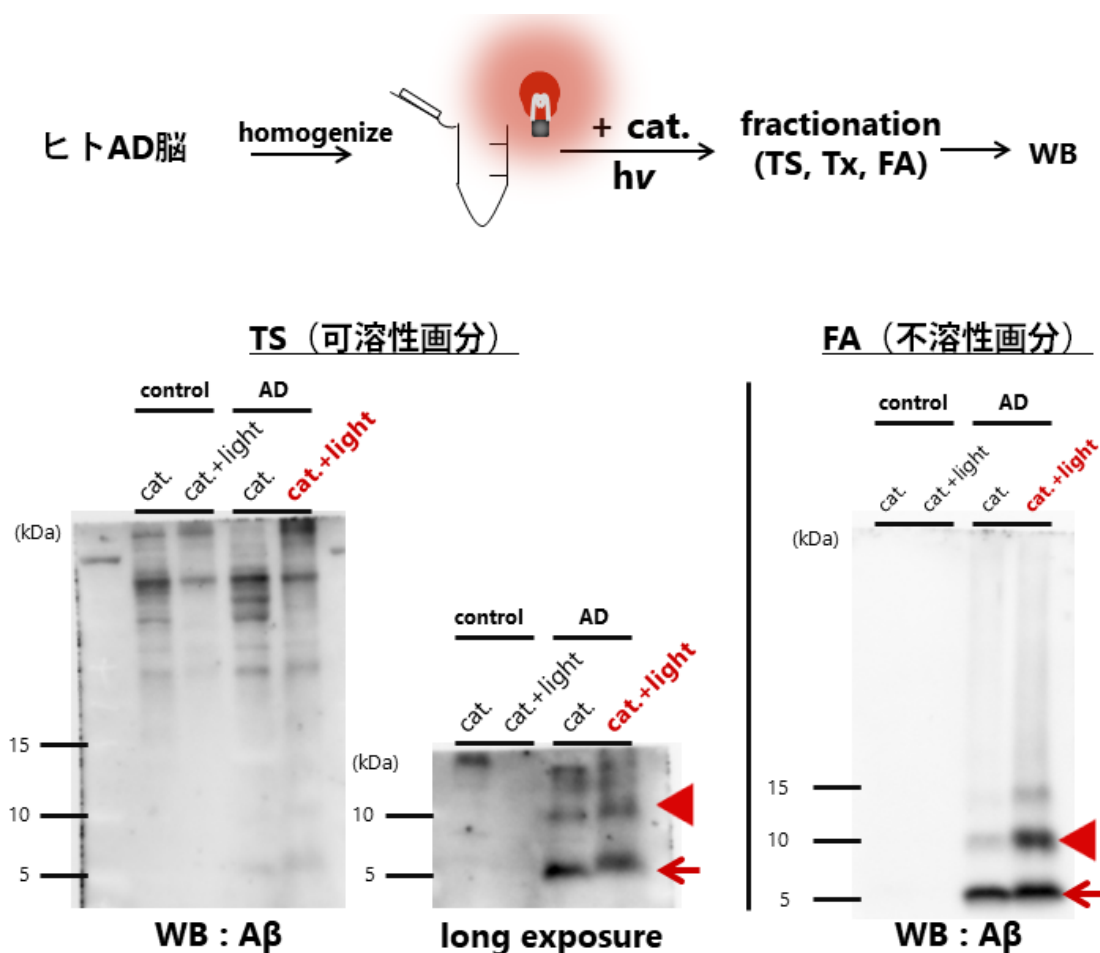 ヒトAD脳
homogenize
+ cat.
hv
fractionation
(TS, Tx, FA)
WB
TS（可溶性画分）
control
AD
cat.
cat.+light
cat.
cat.+light
(kDa)
15
10
5
WB : Aβ
control
AD
cat.
cat.+light
cat.
cat.+light
(kDa)
10
5
long exposure
FA（不溶性画分）
control
AD
cat.
cat.+light
cat.
cat.+light
(kDa)
15
10
5
WB : Aβ